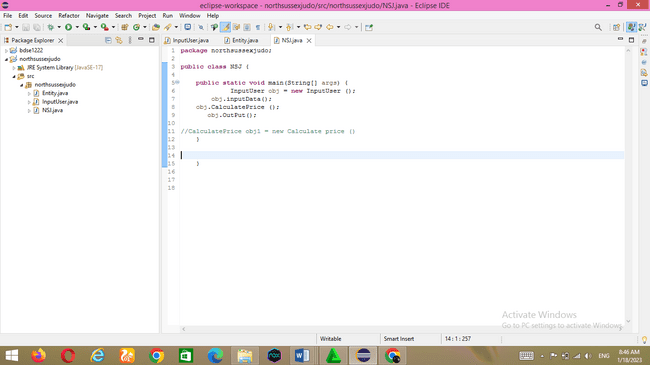 eclipse-workspace - northsussexjudo/src/northsussexjudo/NSJ.java - Eclipse IDE
File Edit Source Refactor Navigate Search Project Run Window Help
Package Explorer
bdse1222
northsussexjudo
JRE System Library [JavaSE-17]
src
northsussexjudo
Entity.java
InputUser.java
NSJ.java
InputUser.java Entity.java NSJ.java
1 package northsussexjudo;
2
3 public class NSJ {
4
5 public static void main(String[] args) {
6 InputUser obj = new InputUser ();
7 obj.inputData();
8 obj.CalculatePrice ();
9 obj.OutPut();
10
11 //CalculatePrice obj1 = new Calculate price ()
12 }
13
14
15 }
16
17
18
Activate Windows
Go to PC settings to activate Windows.
Writable Smart Insert 14 : 1 : 257
ENG
8:46 AM
1/18/2023